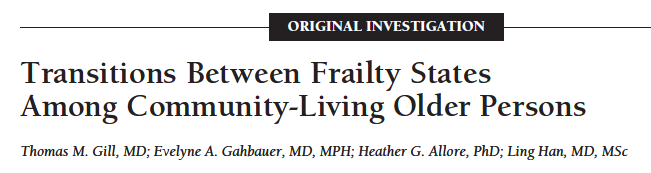 ORIGINAL INVESTIGATION
Transitions Between Frailty States
Among Community-Living Older Persons
Thomas M. Gill, MD; Evelyne A. Gahbauer, MD, MPH; Heather G. Allore, PhD; Ling Han, MD, MSc